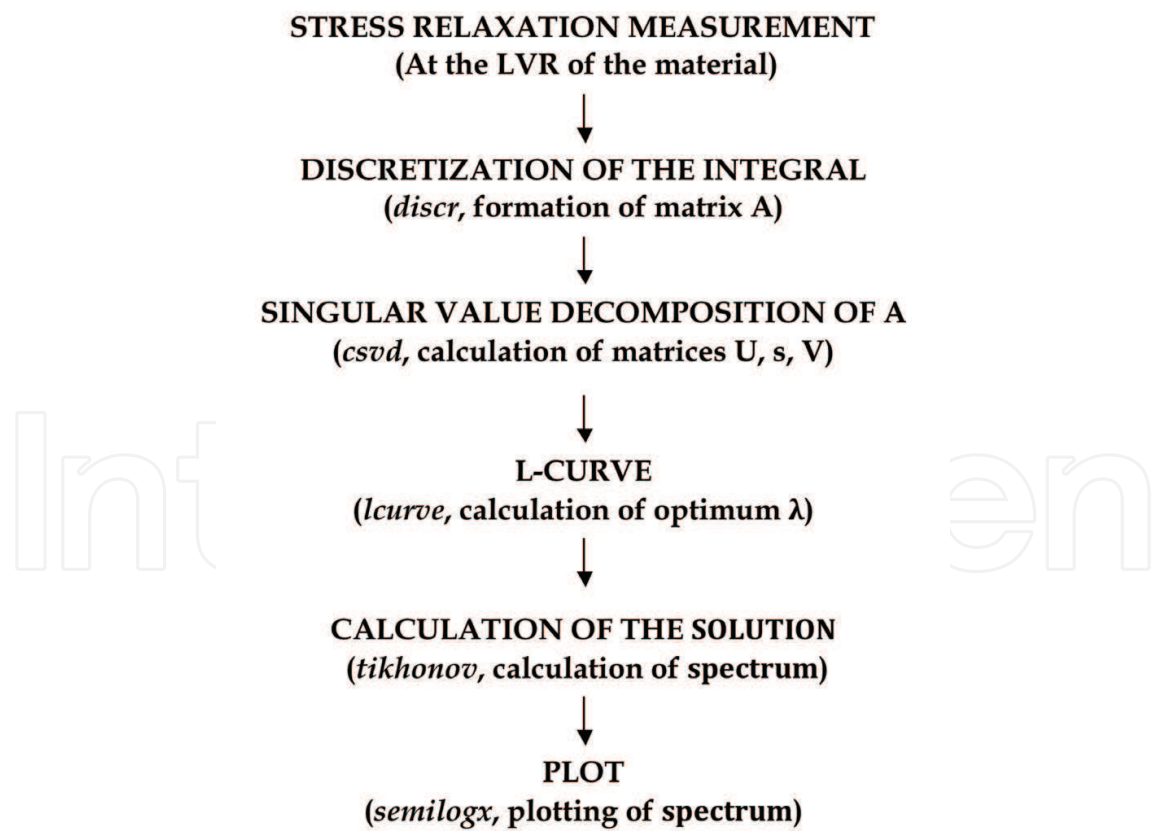 STRESS RELAXATION MEASUREMENT
(At the LVR of the material)
DISCRETIZATION OF THE INTEGRAL
(discr, formation of matrix A)
SINGULAR VALUE DECOMPOSITION OF A
(csvd, calculation of matrices U, s, V)
L-CURVE
(lcurve, calculation of optimum λ)
CALCULATION OF THE SOLUTION
(tikhonov, calculation of spectrum)
PLOT
(semilogx, plotting of spectrum)